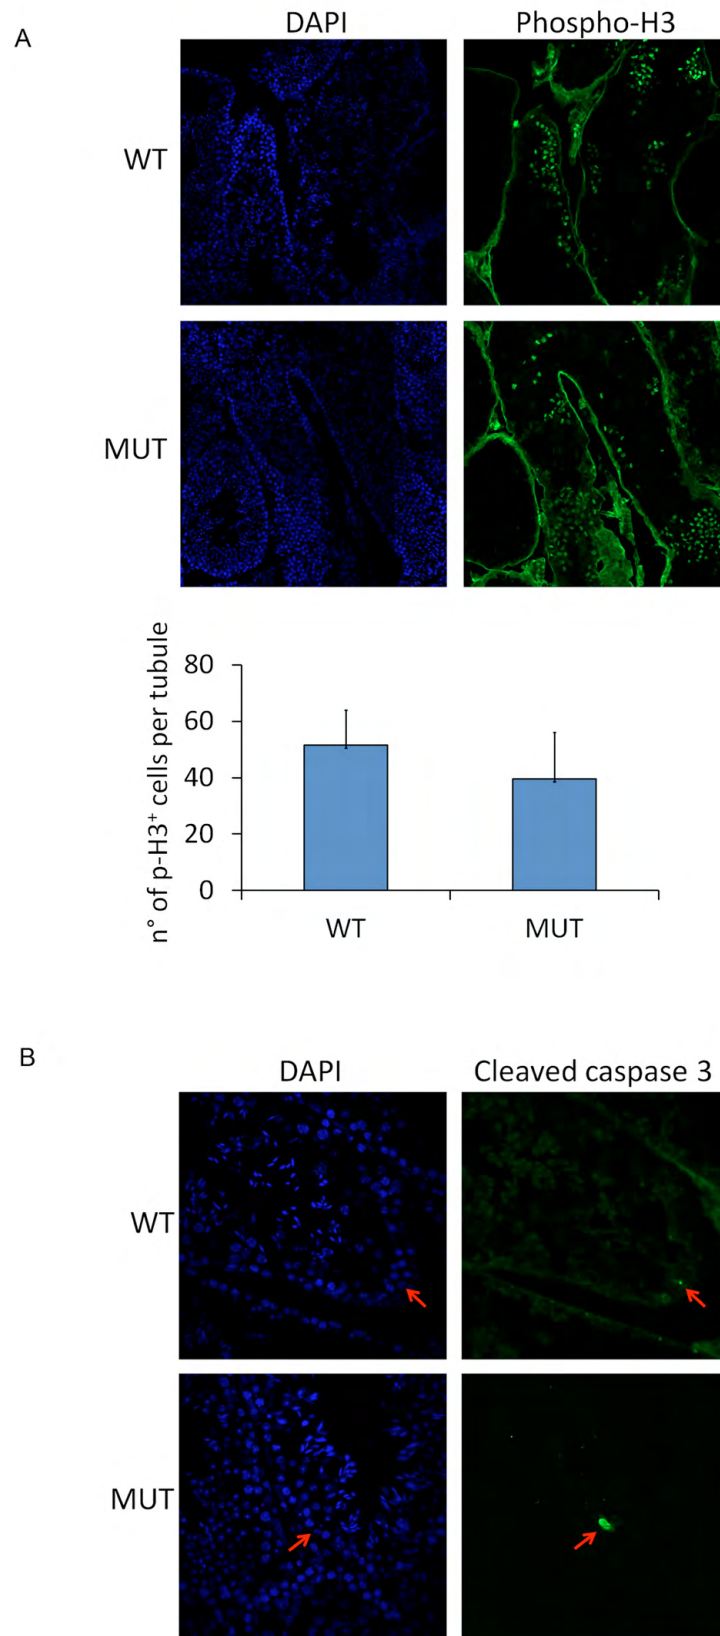 A
DAPI Phospho-H3
WT
MUT
n° of p-H3⁺ cells per tubule
80
60
40
20
0
WT MUT
B
DAPI Cleaved caspase 3
WT
MUT